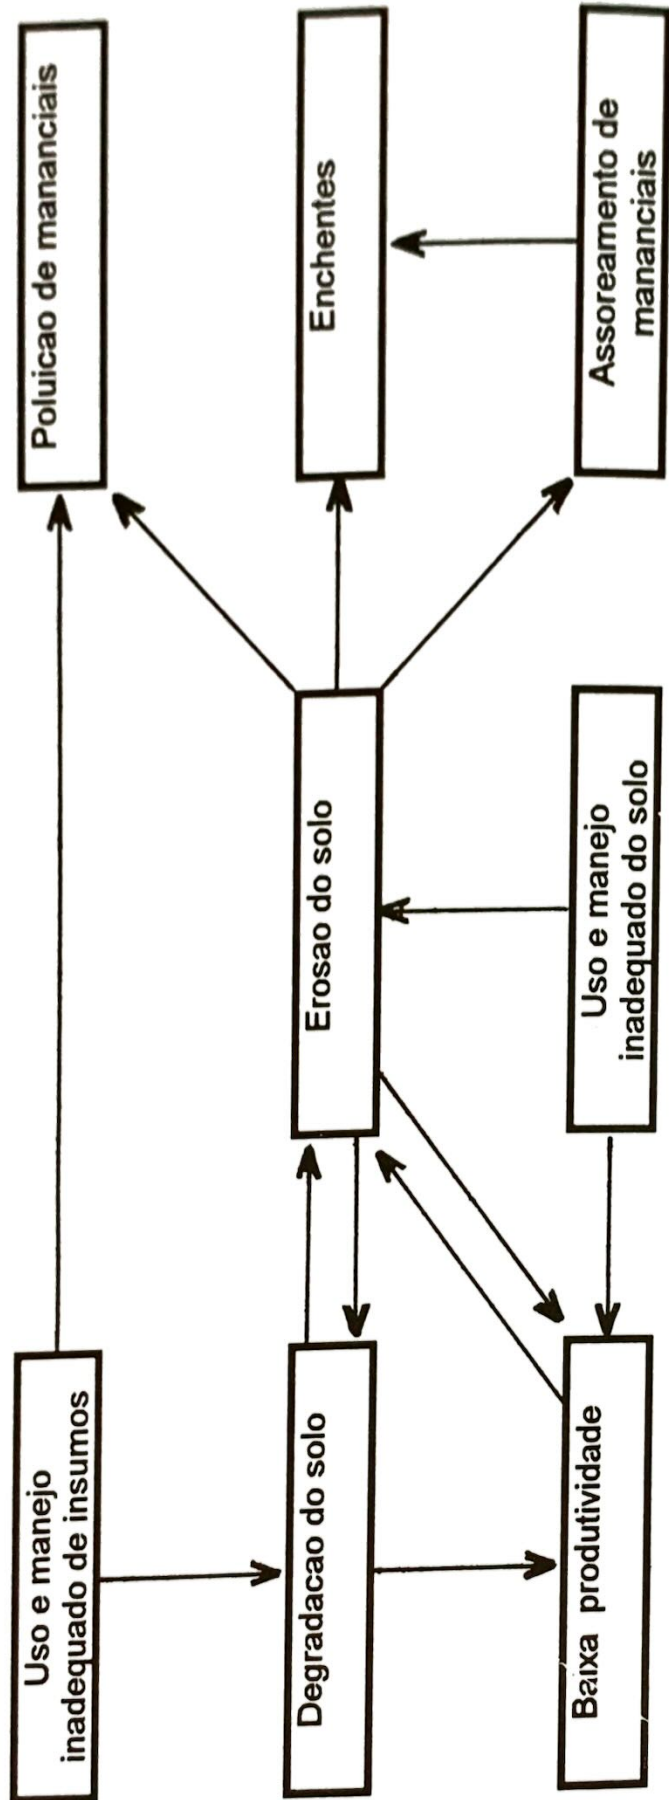 Uso e manejo
inadequado de insumos
Poluicao de mananciais
Degradacao do solo
Erosao do solo
Enchentes
Baixa produtividade
Uso e manejo
inadequado do solo
Assoreamento de
mananciais